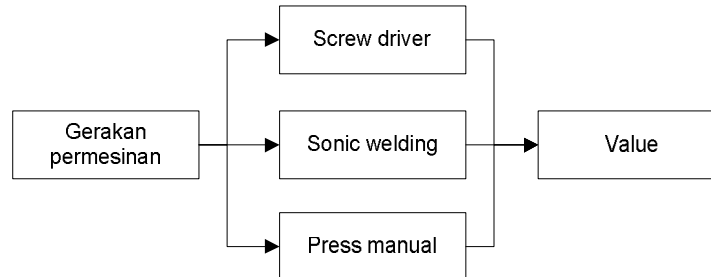 Screw driver
Gerakan
permesinan
Sonic welding
Value
Press manual